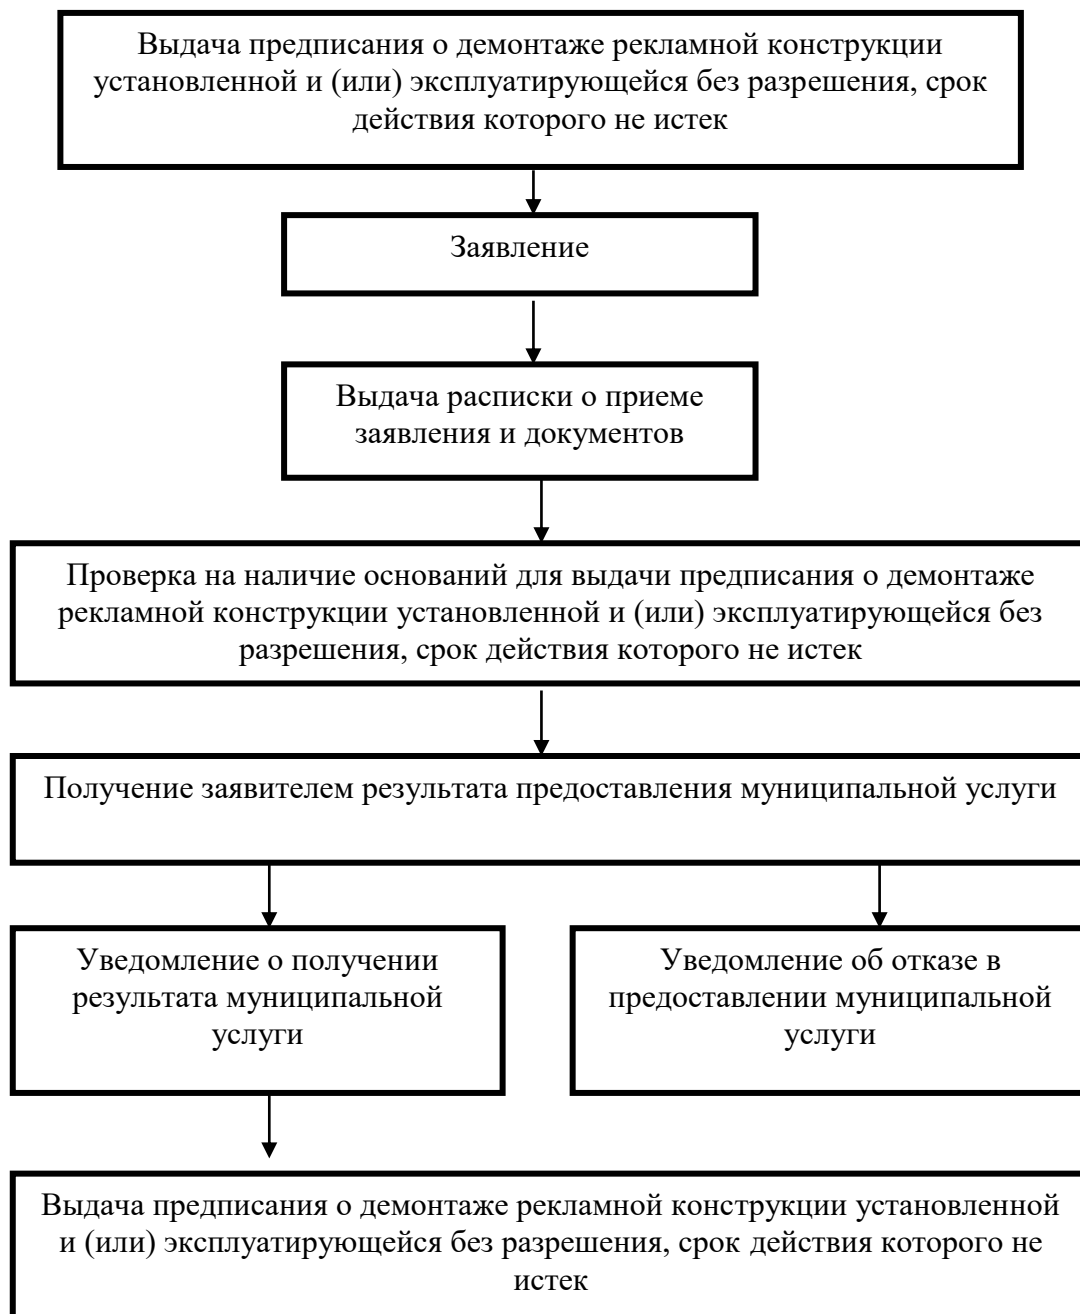 Выдача предписания о демонтаже рекламной конструкции
установленной и (или) эксплуатирующейся без разрешения, срок
действия которого не истек
Заявление
Выдача расписки о приеме
заявления и документов
Проверка на наличие оснований для выдачи предписания о демонтаже
рекламной конструкции установленной и (или) эксплуатирующейся без
разрешения, срок действия которого не истек
Получение заявителем результата предоставления муниципальной услуги
Уведомление о получении
результата муниципальной
услуги
Уведомление об отказе в
предоставлении муниципальной
услуги
Выдача предписания о демонтаже рекламной конструкции установленной
и (или) эксплуатирующейся без разрешения, срок действия которого не
истек